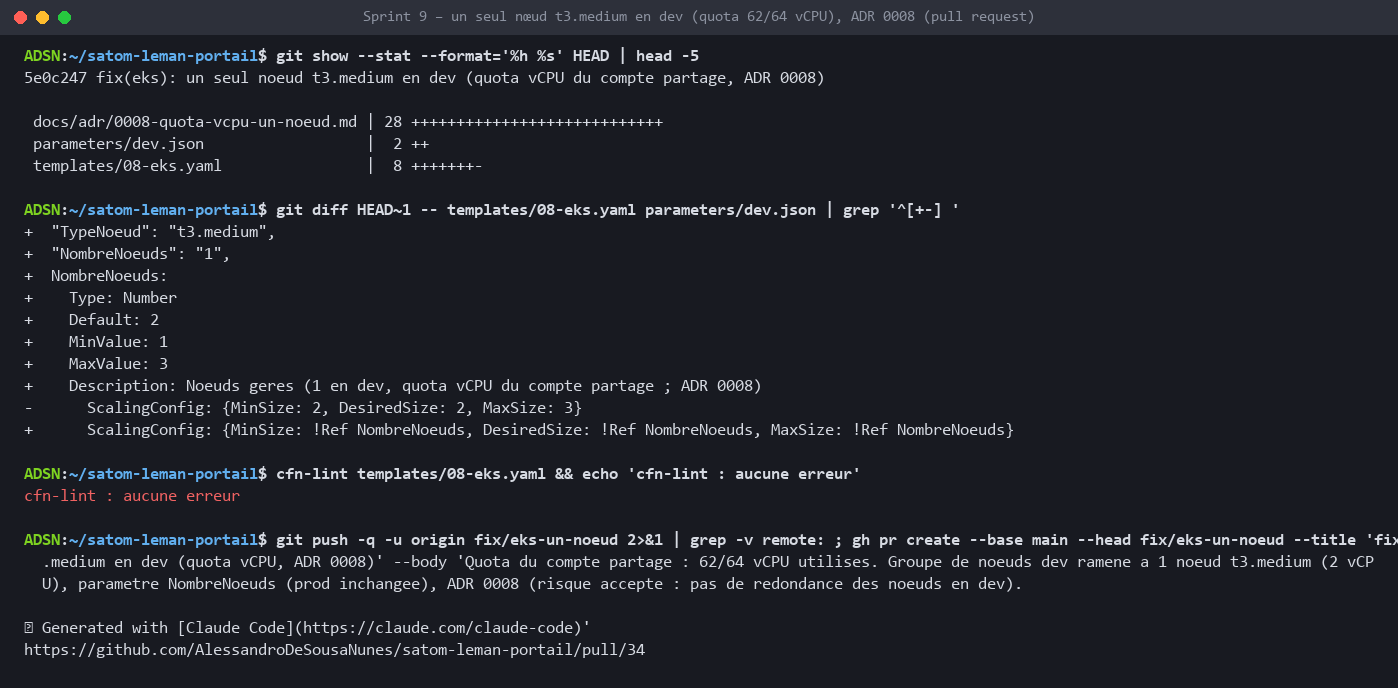 Sprint 9 – un seul nœud t3.medium en dev (quota 62/64 vCPU), ADR 0008 (pull request)
ADSN:~/satom-leman-portail$ git show --stat --format='%h %s' HEAD | head -5
5e0c247 fix(eks): un seul noeud t3.medium en dev (quota vCPU du compte partage, ADR 0008)
docs/adr/0008-quota-vcpu-un-noeud.md | 28 ++++++++++++++++++++++++++++
parameters/dev.json                  |  2 ++
templates/08-eks.yaml                |  8 +++++++-
ADSN:~/satom-leman-portail$ git diff HEAD~1 -- templates/08-eks.yaml parameters/dev.json | grep '^[+-] '
+  "TypeNoeud": "t3.medium",
+  "NombreNoeuds": "1",
+  NombreNoeuds:
+    Type: Number
+    Default: 2
+    MinValue: 1
+    MaxValue: 3
+    Description: Noeuds geres (1 en dev, quota vCPU du compte partage ; ADR 0008)
-      ScalingConfig: {MinSize: 2, DesiredSize: 2, MaxSize: 3}
+      ScalingConfig: {MinSize: !Ref NombreNoeuds, DesiredSize: !Ref NombreNoeuds, MaxSize: !Ref NombreNoeuds}
ADSN:~/satom-leman-portail$ cfn-lint templates/08-eks.yaml && echo 'cfn-lint : aucune erreur'
cfn-lint : aucune erreur
ADSN:~/satom-leman-portail$ git push -q -u origin fix/eks-un-noeud 2>&1 | grep -v remote: ; gh pr create --base main --head fix/eks-un-noeud --title 'fix
.medium en dev (quota vCPU, ADR 0008)' --body 'Quota du compte partage : 62/64 vCPU utilises. Groupe de noeuds dev ramene a 1 noeud t3.medium (2 vCP
U), parametre NombreNoeuds (prod inchangee), ADR 0008 (risque accepte : pas de redondance des noeuds en dev).
Generated with [Claude Code](https://claude.com/claude-code)'
https://github.com/AlessandroDeSousaNunes/satom-leman-portail/pull/34